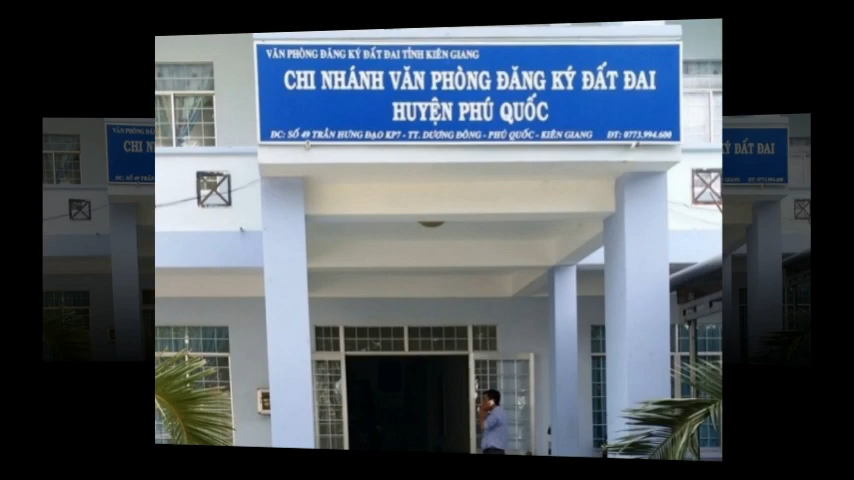 VĂN PHÒNG ĐĂNG KÝ ĐẤT ĐAI TỈNH KIÊN GIANG
CHI NHÁNH VĂN PHÒNG ĐĂNG KÝ ĐẤT ĐAI
HUYỆN PHÚ QUỐC
ĐC: SỐ 49 TRẦN HƯNG ĐẠO KP7 - TT. DƯƠNG ĐÔNG - PHÚ QUỐC - KIÊN GIANG ĐT: 0773.994.600